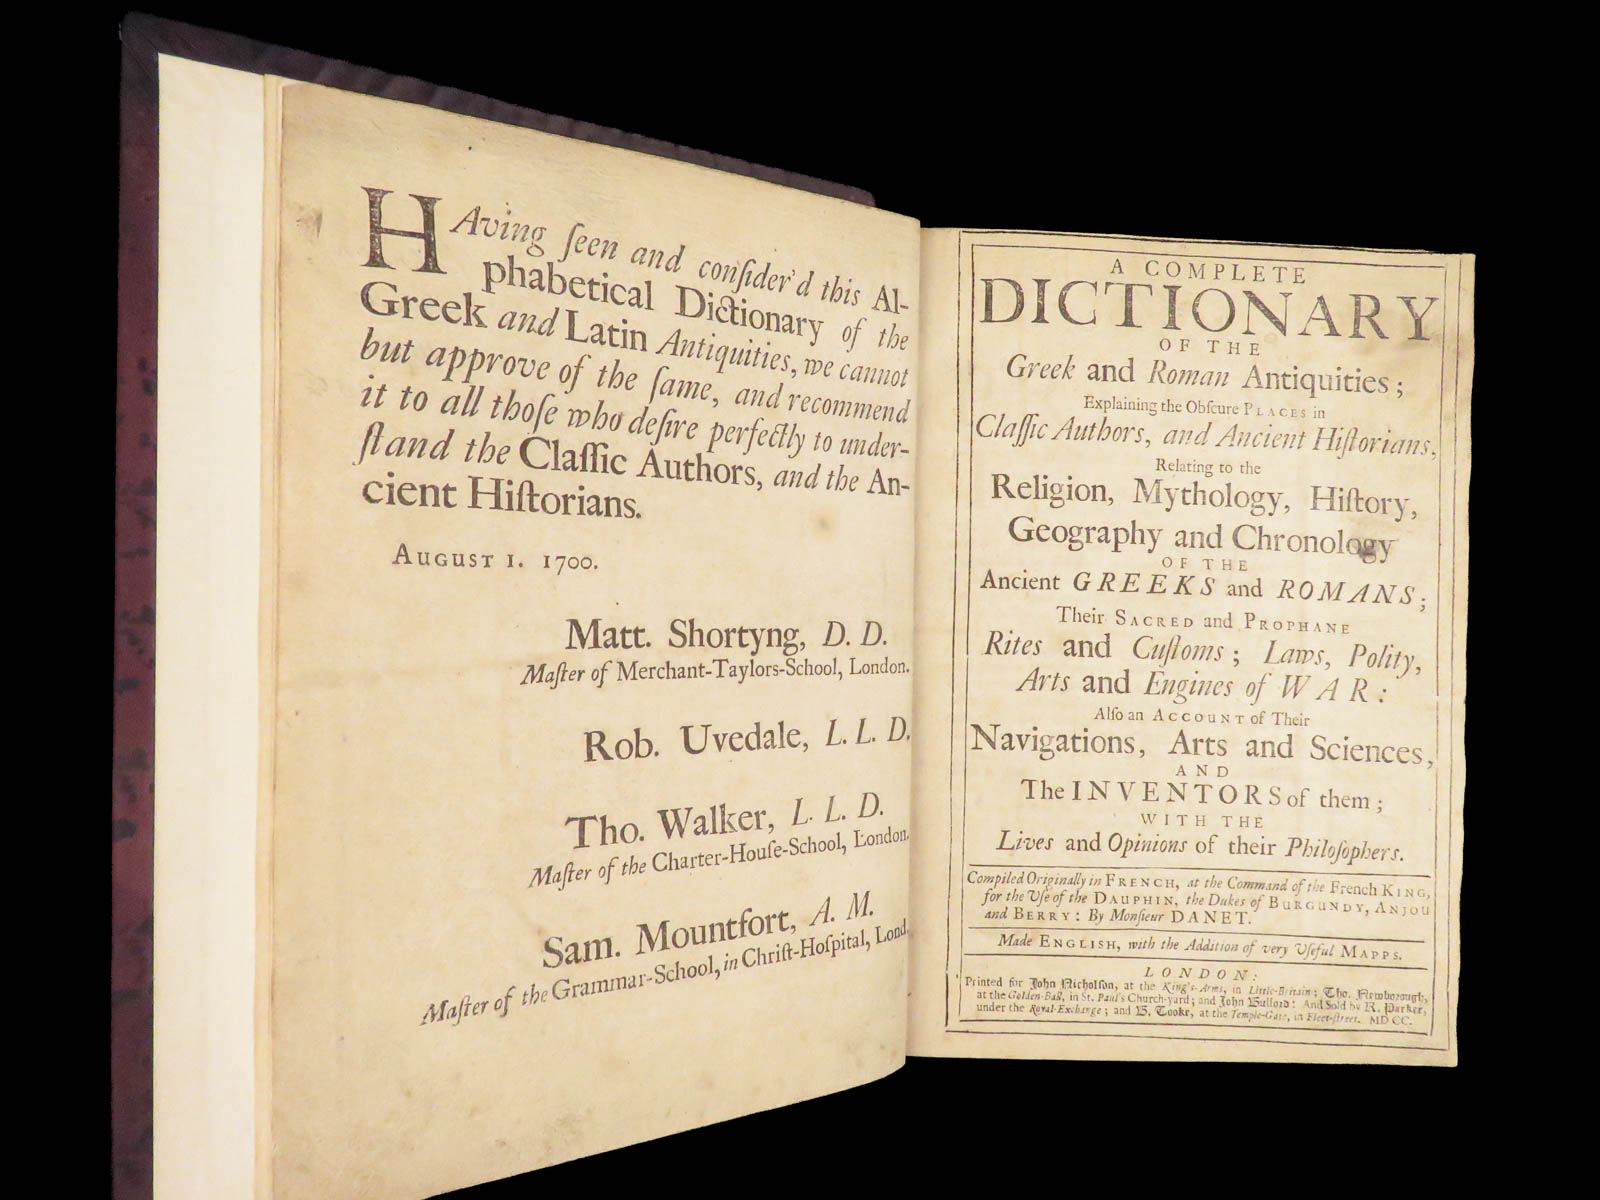 HAving ſeen and conſider'd this Al-
phabetical Dictionary of the
Greek and Latin Antiquities, we cannot
but approve of the ſame, and recommend
it to all thoſe who deſire perfectly to under-
ſtand the Claſſic Authors, and the An-
cient Hiſtorians.
AUGUST 1. 1700.
Matt. Shortyng, D. D.
Maſter of Merchant-Taylors-School, London.
Rob. Uvedale, L. L. D.
Tho. Walker, L. L. D.
Maſter of the Charter-Houſe-School, London.
Sam. Mountfort, A. M.
Maſter of the Grammar-School, in Chriſt-Hoſpital, Lond.
A COMPLETE
DICTIONARY
OF THE
Greek and Roman Antiquities;
Explaining the Obſcure PLACES in
Claſſic Authors, and Ancient Hiſtorians,
Relating to the
Religion, Mythology, Hiſtory,
Geography and Chronology
OF THE
Ancient GREEKS and ROMANS;
Their SACRED and PROPHANE
Rites and Cuſtoms; Laws, Polity,
Arts and Engines of WAR:
Alſo an ACCOUNT of Their
Navigations, Arts and Sciences,
AND
The INVENTORS of them;
WITH THE
Lives and Opinions of their Philoſophers.
Compiled Originally in FRENCH, at the Command of the French KING,
for the Uſe of the DAUPHIN, the Dukes of BURGUNDY, ANJOU
and BERRY: By Monſieur DANET.
Made ENGLISH, with the Addition of very Uſeful MAPPS.
LONDON:
Printed for John Nicholſon, at the King's-Arms, in Little-Britain; Tho. Newborough,
at the Golden-Ball, in St. Paul's Church-yard; and John Bulford: And Sold by R. Parker,
under the Royal-Exchange; and B. Tooke, at the Temple-Gate, in Fleet-ſtreet. MDCC.